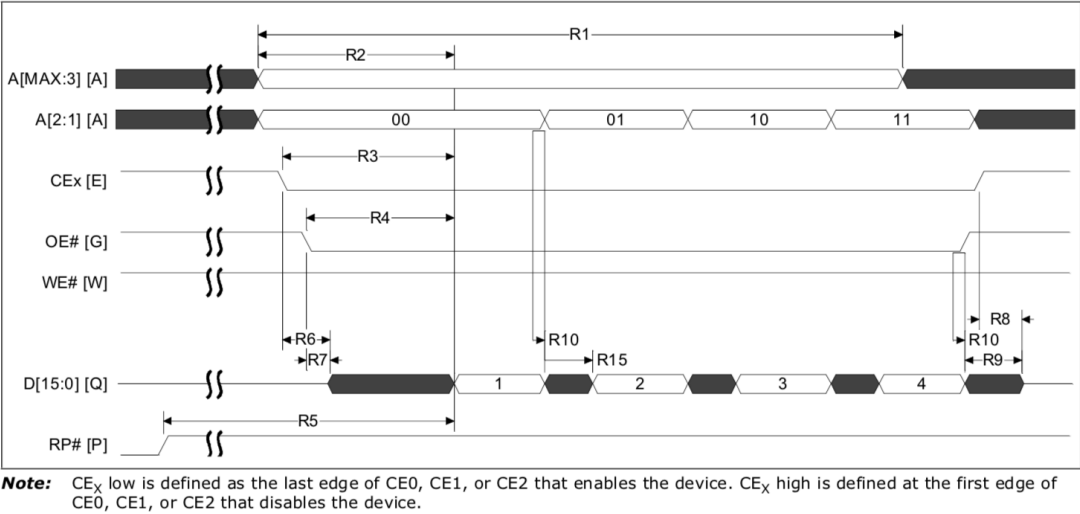 R1
R2
A[MAX:3] [A]
A[2:1] [A] 00 01 10 11
R3
CEx [E]
R4
OE# [G]
WE# [W]
R8
R6 R10 R10
R7 R15 R9
D[15:0] [Q] 1 2 3 4
R5
RP# [P]
Note: CEX low is defined as the last edge of CE0, CE1, or CE2 that enables the device. CEX high is defined at the first edge of
CE0, CE1, or CE2 that disables the device.